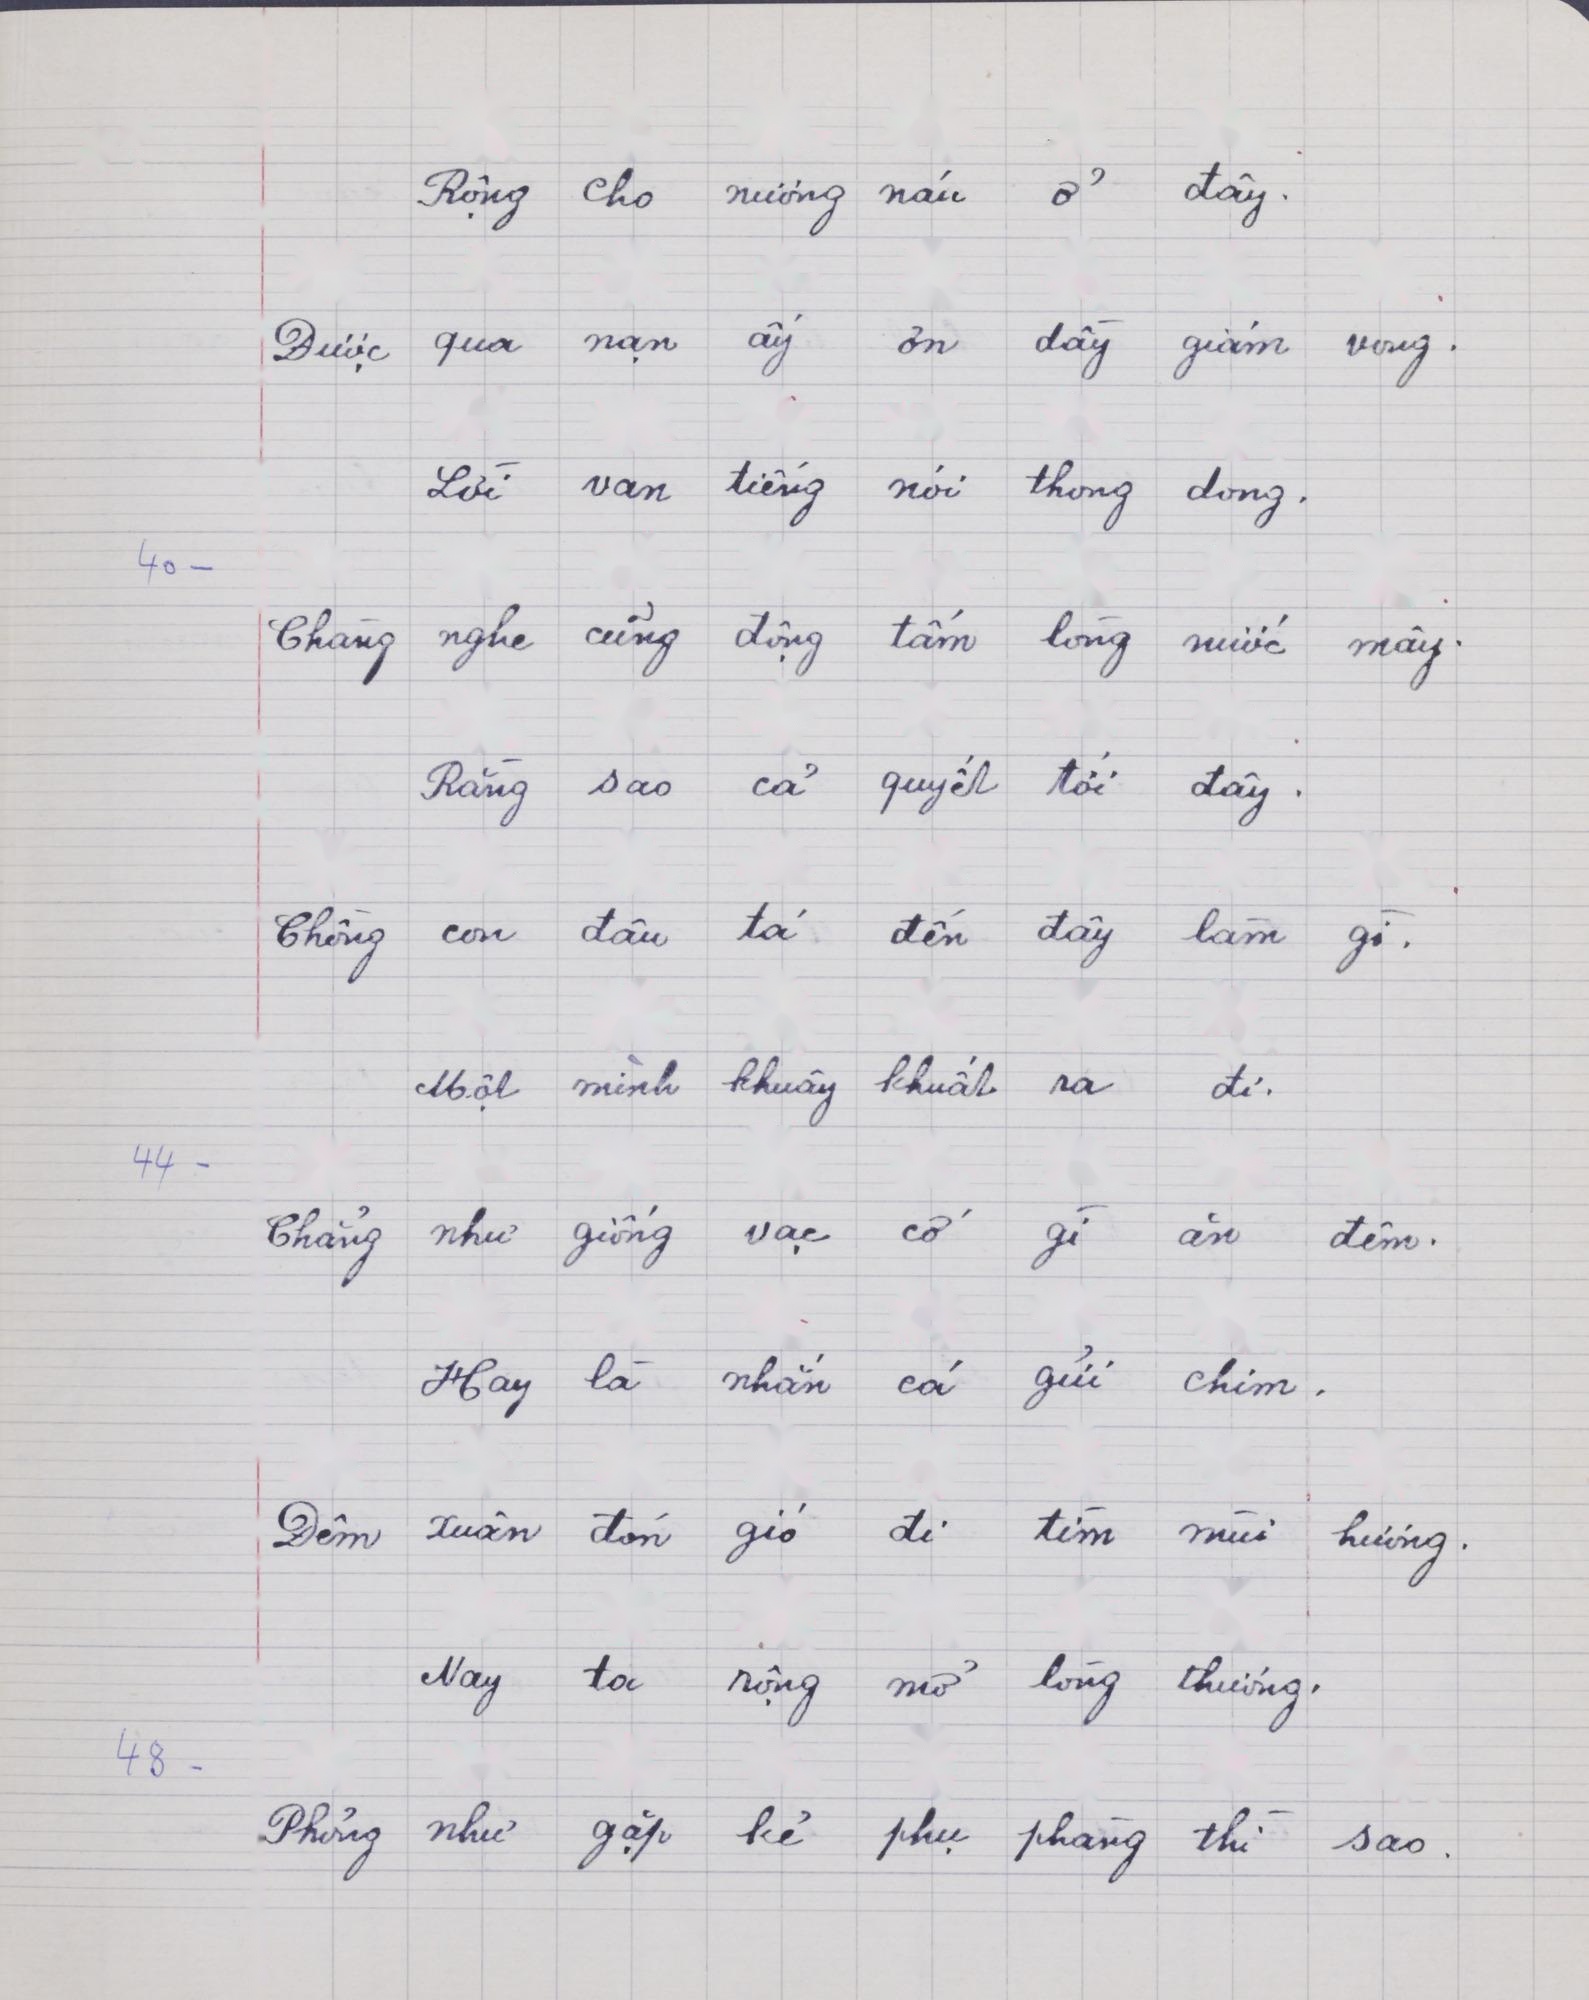 Rộng cho nương náu ở đây.
Được qua nạn ấy ơn dầy giám vong.
Lời van tiếng nói thong dong.
40 –
Chàng nghe cũng động tấm lòng nước mây.
Rằng sao cả quyết tới đây.
Chồng con đâu tá đến đây làm gì.
Một mình khuây khuất ra đi.
44 –
Chẳng như giống vạc cớ gì ăn đêm.
Hay là nhắn cá gửi chim.
Đêm xuân đón gió đi tìm mùi hương.
Nay ta rộng mở lòng thương.
48 –
Phỏng như gặp kẻ phụ phàng thì sao.